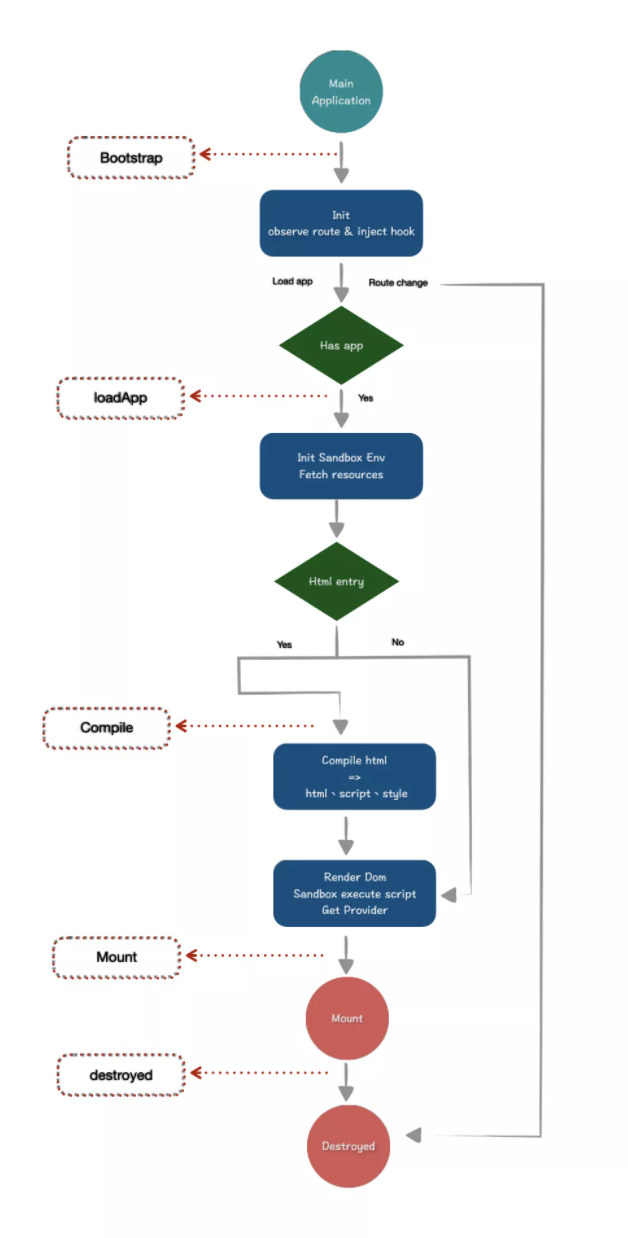 Main
Application
Bootstrap
Init
observe route & inject hook
Load app
Route change
Has app
loadApp
Yes
Init Sandbox Env
Fetch resources
Html entry
Yes
No
Compile
Compile html
=>
html、script、style
Render Dom
Sandbox execute script
Get Provider
Mount
Mount
destroyed
Destroyed